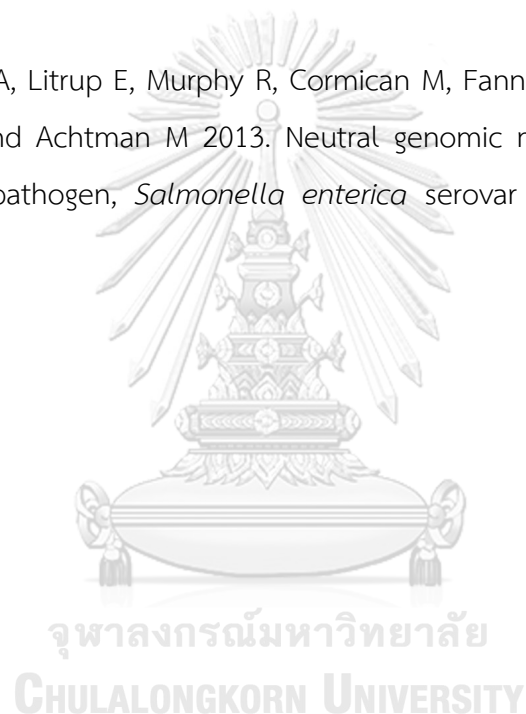 A, Litrup E, Murphy R, Cormican M, Fann
nd Achtman M 2013. Neutral genomic
pathogen, Salmonella enterica serovar
จุฬาลงกรณ์มหาวิทยาลัย
CHULALONGKORN UNIVERSITY